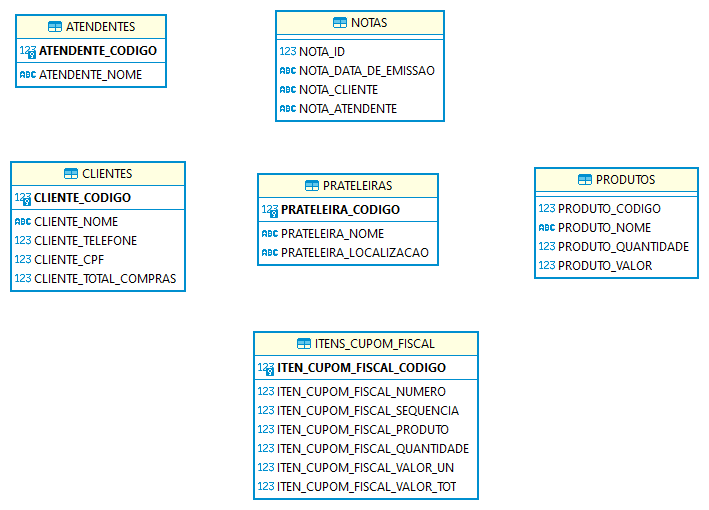 ATENDENTES
123 ATENDENTE_CODIGO
ABC ATENDENTE_NOME
NOTAS
123 NOTA_ID
ABC NOTA_DATA_DE_EMISSAO
ABC NOTA_CLIENTE
ABC NOTA_ATENDENTE
CLIENTES
123 CLIENTE_CODIGO
ABC CLIENTE_NOME
123 CLIENTE_TELEFONE
123 CLIENTE_CPF
123 CLIENTE_TOTAL_COMPRAS
PRATELEIRAS
123 PRATELEIRA_CODIGO
ABC PRATELEIRA_NOME
ABC PRATELEIRA_LOCALIZACAO
PRODUTOS
123 PRODUTO_CODIGO
ABC PRODUTO_NOME
123 PRODUTO_QUANTIDADE
123 PRODUTO_VALOR
ITENS_CUPOM_FISCAL
123 ITEN_CUPOM_FISCAL_CODIGO
123 ITEN_CUPOM_FISCAL_NUMERO
123 ITEN_CUPOM_FISCAL_SEQUENCIA
123 ITEN_CUPOM_FISCAL_PRODUTO
123 ITEN_CUPOM_FISCAL_QUANTIDADE
123 ITEN_CUPOM_FISCAL_VALOR_UN
123 ITEN_CUPOM_FISCAL_VALOR_TOT